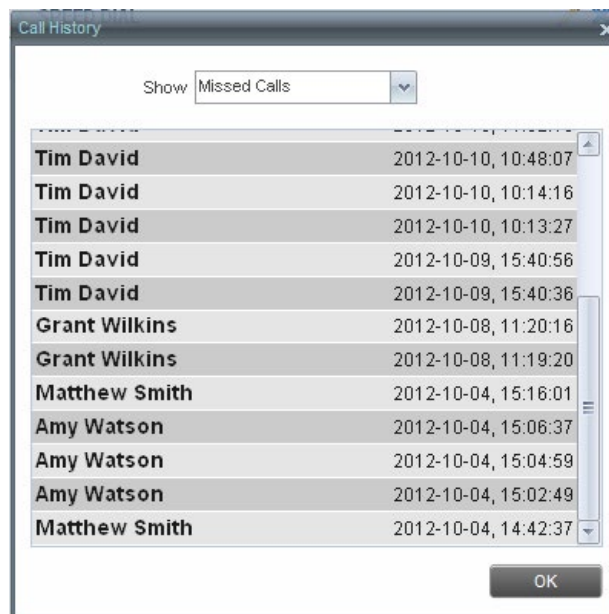 SPEED DIAL
Call History
Show Missed Calls
Tim David 2012-10-10, 10:48:07
Tim David 2012-10-10, 10:14:16
Tim David 2012-10-10, 10:13:27
Tim David 2012-10-09, 15:40:56
Tim David 2012-10-09, 15:40:36
Grant Wilkins 2012-10-08, 11:20:16
Grant Wilkins 2012-10-08, 11:19:20
Matthew Smith 2012-10-04, 15:16:01
Amy Watson 2012-10-04, 15:06:37
Amy Watson 2012-10-04, 15:04:59
Amy Watson 2012-10-04, 15:02:49
Matthew Smith 2012-10-04, 14:42:37
OK